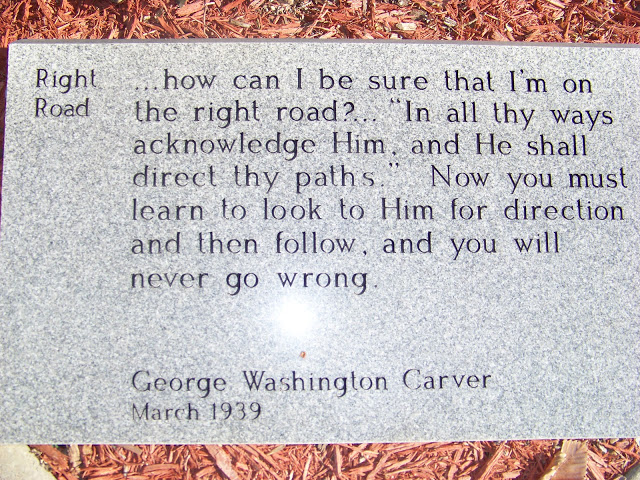 Right
Road
...how can I be sure that I'm on
the right road?... "In all thy ways
acknowledge Him, and He shall
direct thy paths." Now you must
learn to look to Him for direction
and then follow, and you will
never go wrong.
George Washington Carver
March 1939